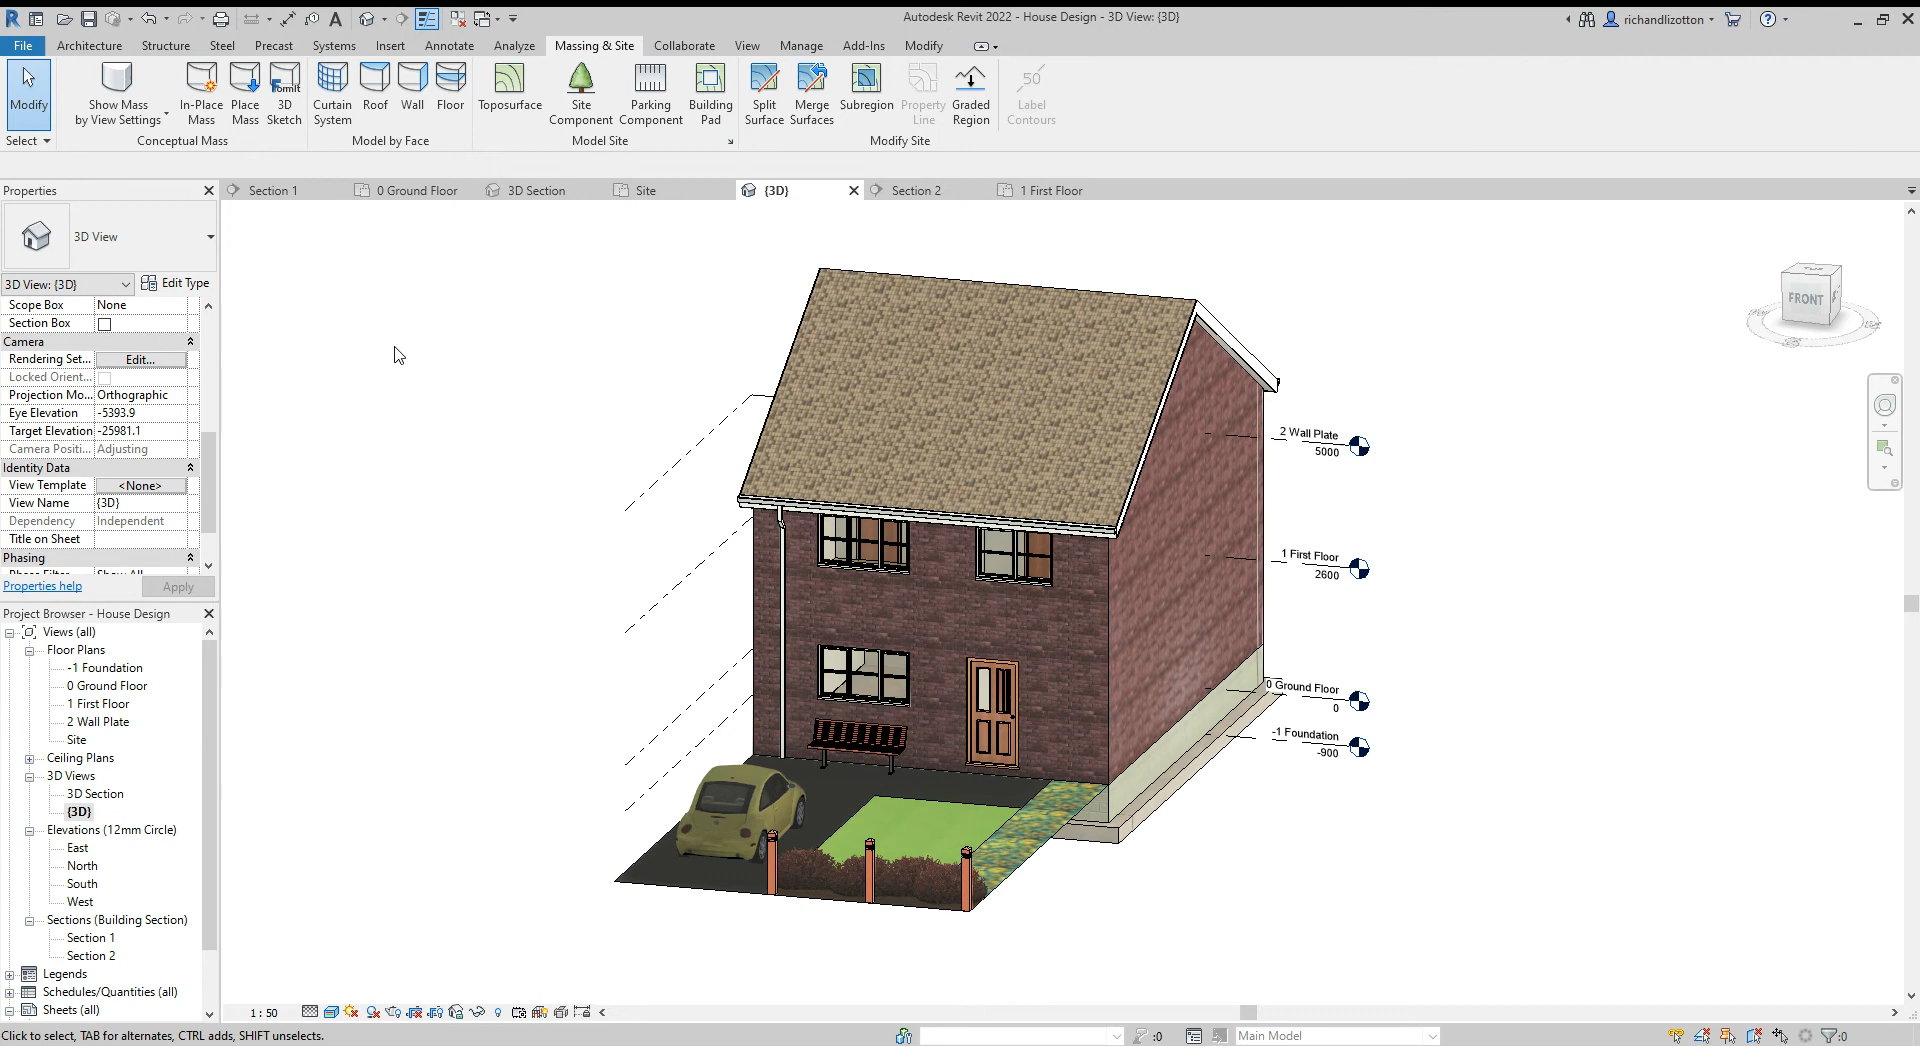 Autodesk Revit 2022 - House Design - 3D View: {3D}
richandlizotton
File Architecture Structure Steel Precast Systems Insert Annotate Analyze Massing & Site Collaborate View Manage Add-Ins Modify
Modify
Show Mass
by View Settings
In-Place
Mass
Place
Mass
3D
Sketch
Curtain
System
Roof
Wall
Floor
Toposurface
Site
Component
Parking
Component
Building
Pad
Split
Surface
Merge
Surfaces
Subregion
Property
Line
Graded
Region
50
Label
Contours
Select
Conceptual Mass
Model by Face
Model Site
Modify Site
Properties
Section 1
0 Ground Floor
3D Section
Site
{3D}
Section 2
1 First Floor
3D View
3D View: {3D}
Edit Type
Scope Box None
Section Box
Camera
Rendering Set... Edit...
Locked Orient...
Projection Mo... Orthographic
Eye Elevation -5393.9
Target Elevation -25981.1
Camera Positi... Adjusting
Identity Data
View Template <None>
View Name {3D}
Dependency Independent
Title on Sheet
Phasing
Properties help
Apply
Project Browser - House Design
Views (all)
Floor Plans
-1 Foundation
0 Ground Floor
1 First Floor
2 Wall Plate
Site
Ceiling Plans
3D Views
3D Section
{3D}
Elevations (12mm Circle)
East
North
South
West
Sections (Building Section)
Section 1
Section 2
Legends
Schedules/Quantities (all)
Sheets (all)
FRONT
2 Wall Plate
5000
1 First Floor
2600
0 Ground Floor
0
-1 Foundation
-900
1 : 50
Click to select, TAB for alternates, CTRL adds, SHIFT unselects.
:0
Main Model
:0